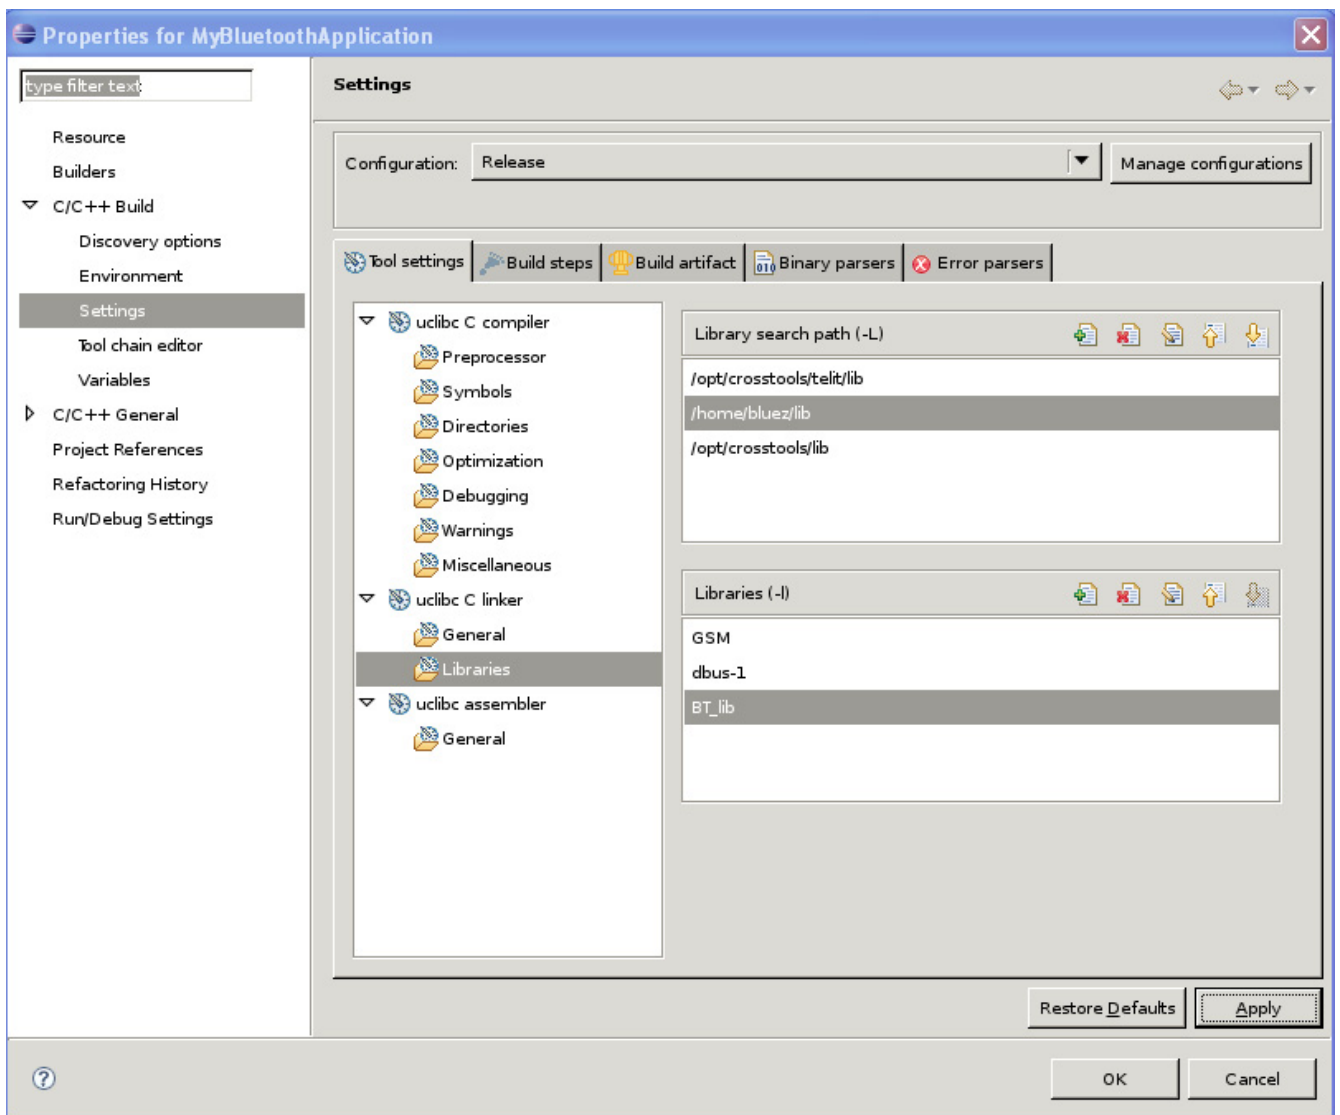 Properties for MyBluetoothApplication
type filter text
Resource
Builders
C/C++ Build
Discovery options
Environment
Settings
Tool chain editor
Variables
C/C++ General
Project References
Refactoring History
Run/Debug Settings
Settings
Configuration: Release Manage configurations
Tool settings Build steps Build artifact Binary parsers Error parsers
uclibc C compiler
Preprocessor
Symbols
Directories
Optimization
Debugging
Warnings
Miscellaneous
uclibc C linker
General
Libraries
uclibc assembler
General
Library search path (-L)
/opt/crosstools/telit/lib
/home/bluez/lib
/opt/crosstools/lib
Libraries (-l)
GSM
dbus-1
BT_lib
Restore Defaults Apply
OK Cancel